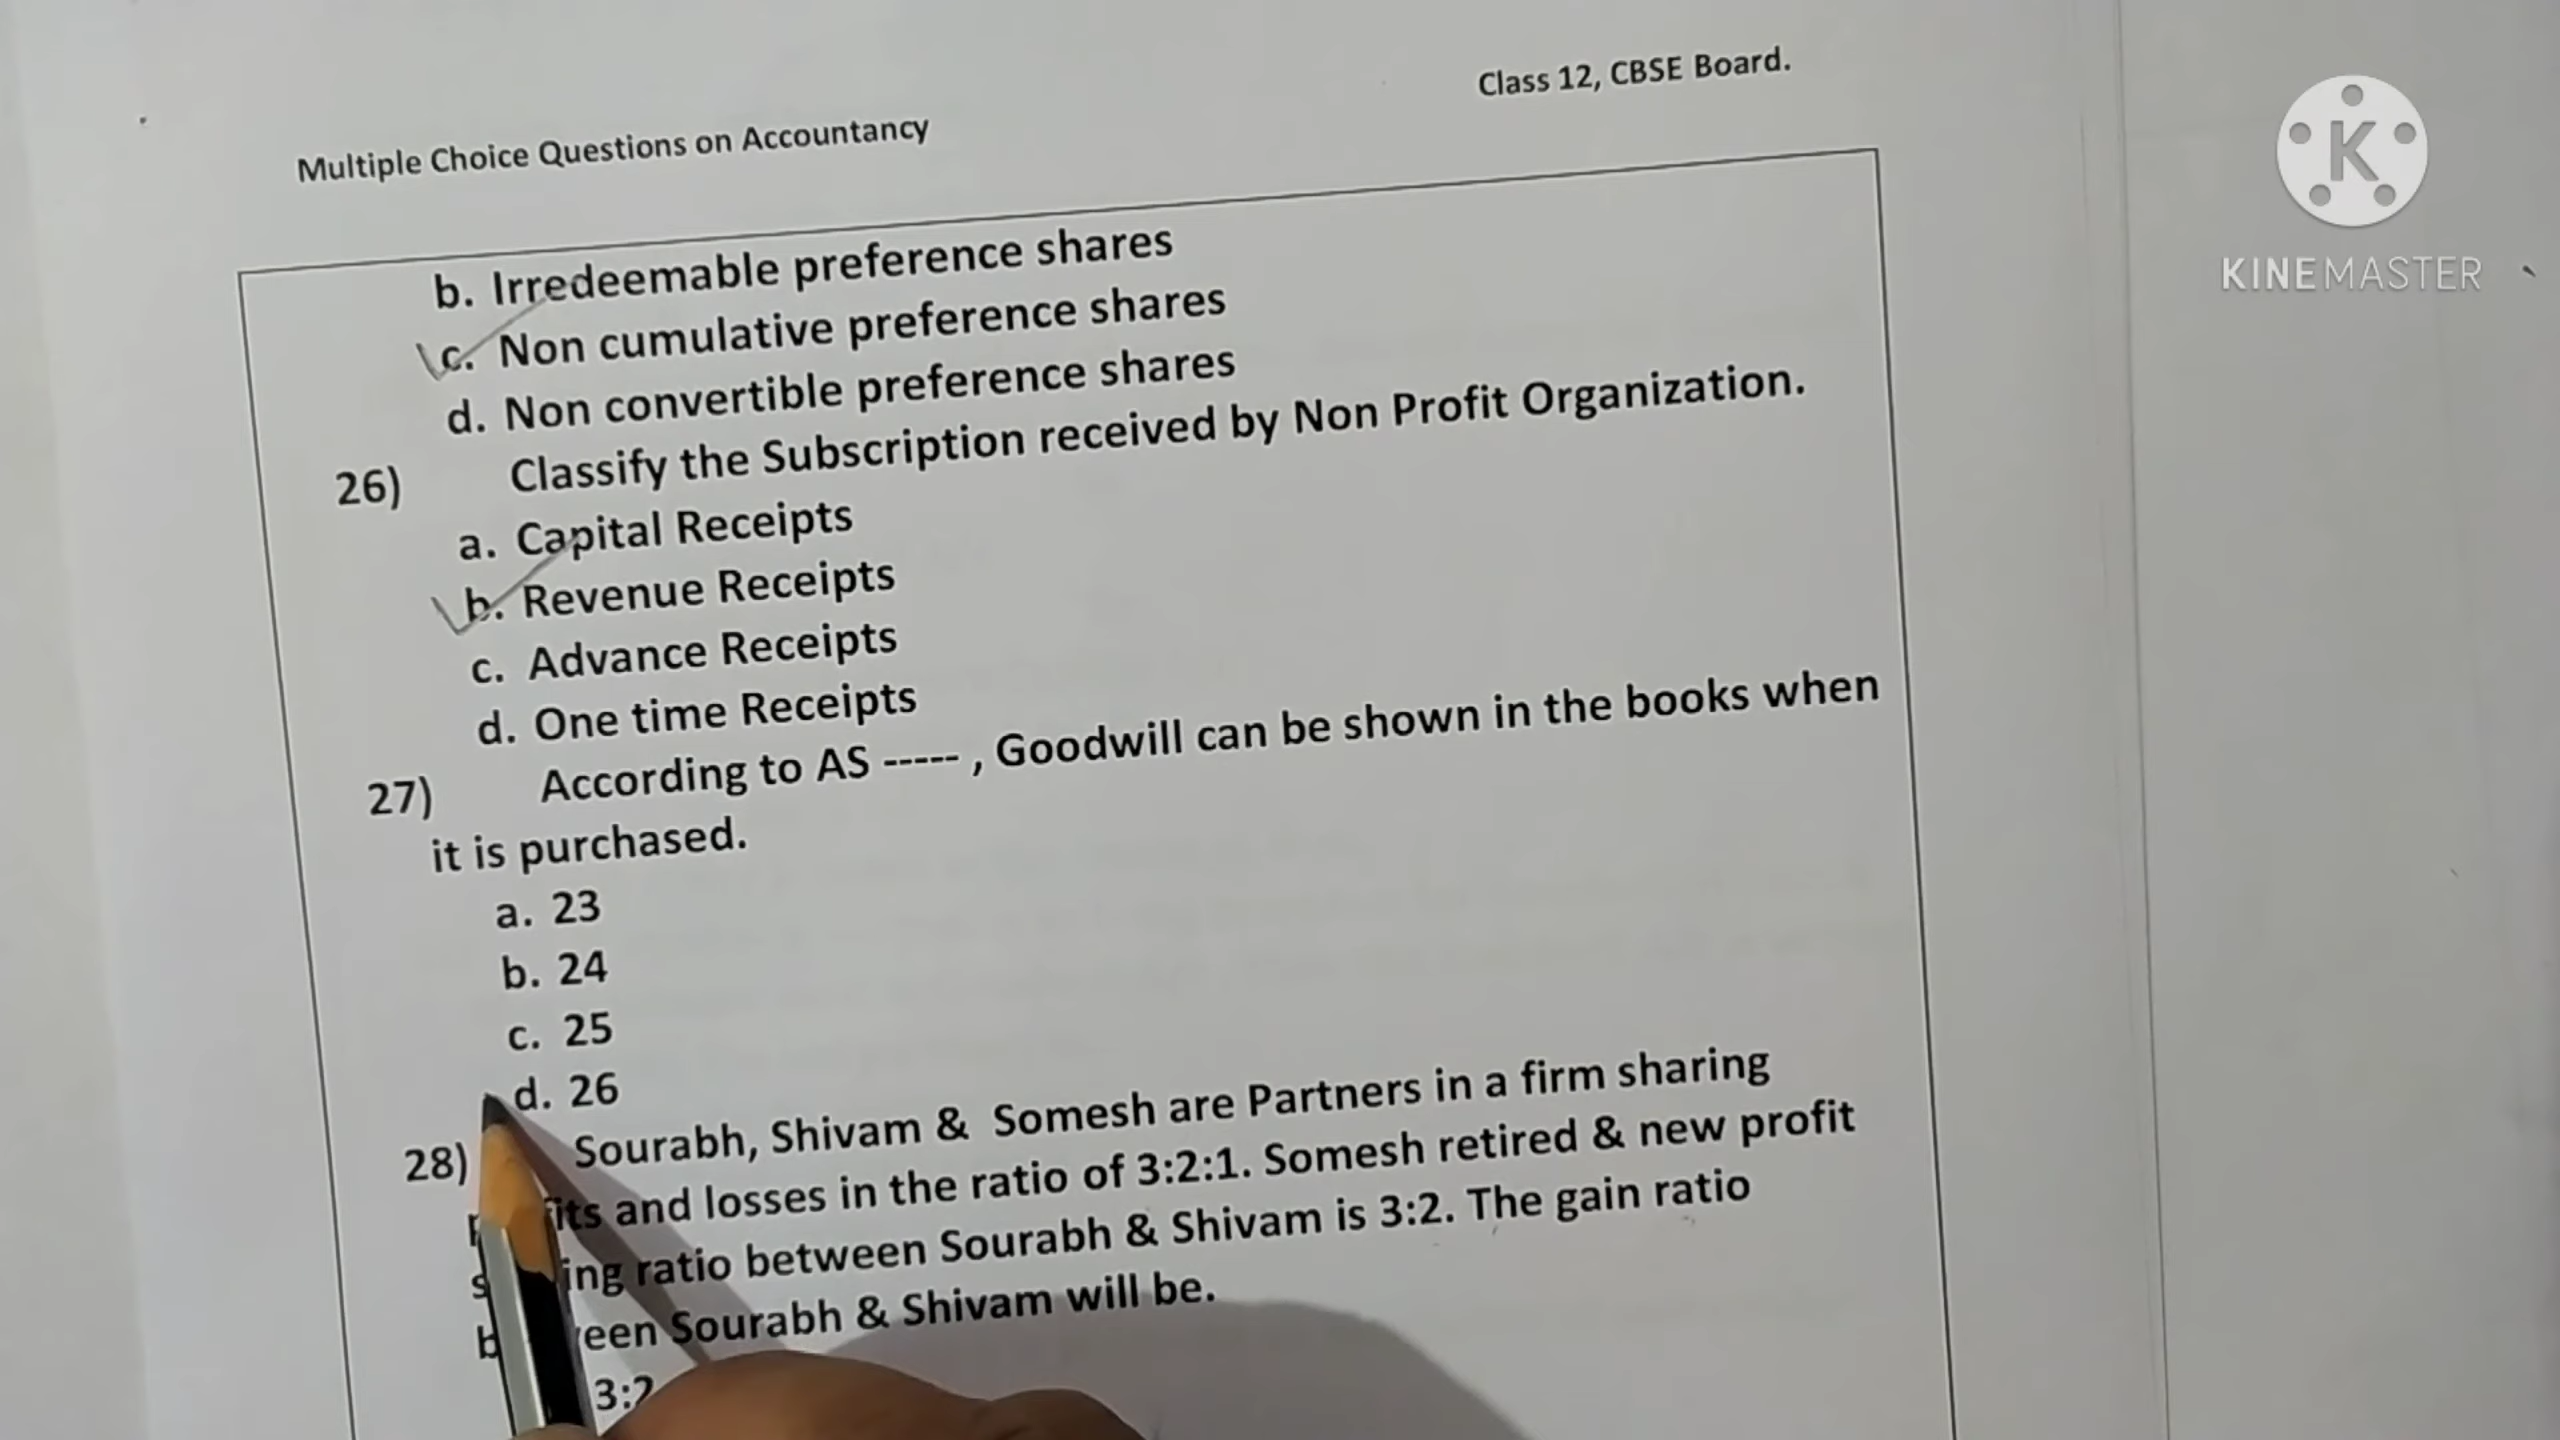 Class 12, CBSE Board.
Multiple Choice Questions on Accountancy
K
KINEMASTER
b. Irredeemable preference shares
c. Non cumulative preference shares
d. Non convertible preference shares
26) Classify the Subscription received by Non Profit Organization.
a. Capital Receipts
b. Revenue Receipts
c. Advance Receipts
d. One time Receipts
27) According to AS ----- , Goodwill can be shown in the books when
it is purchased.
a. 23
b. 24
c. 25
d. 26
28) Sourabh, Shivam & Somesh are Partners in a firm sharing
and losses in the ratio of 3:2:1. Somesh retired & new profit
ratio between Sourabh & Shivam is 3:2. The gain ratio
Sourabh & Shivam will be.
3:2